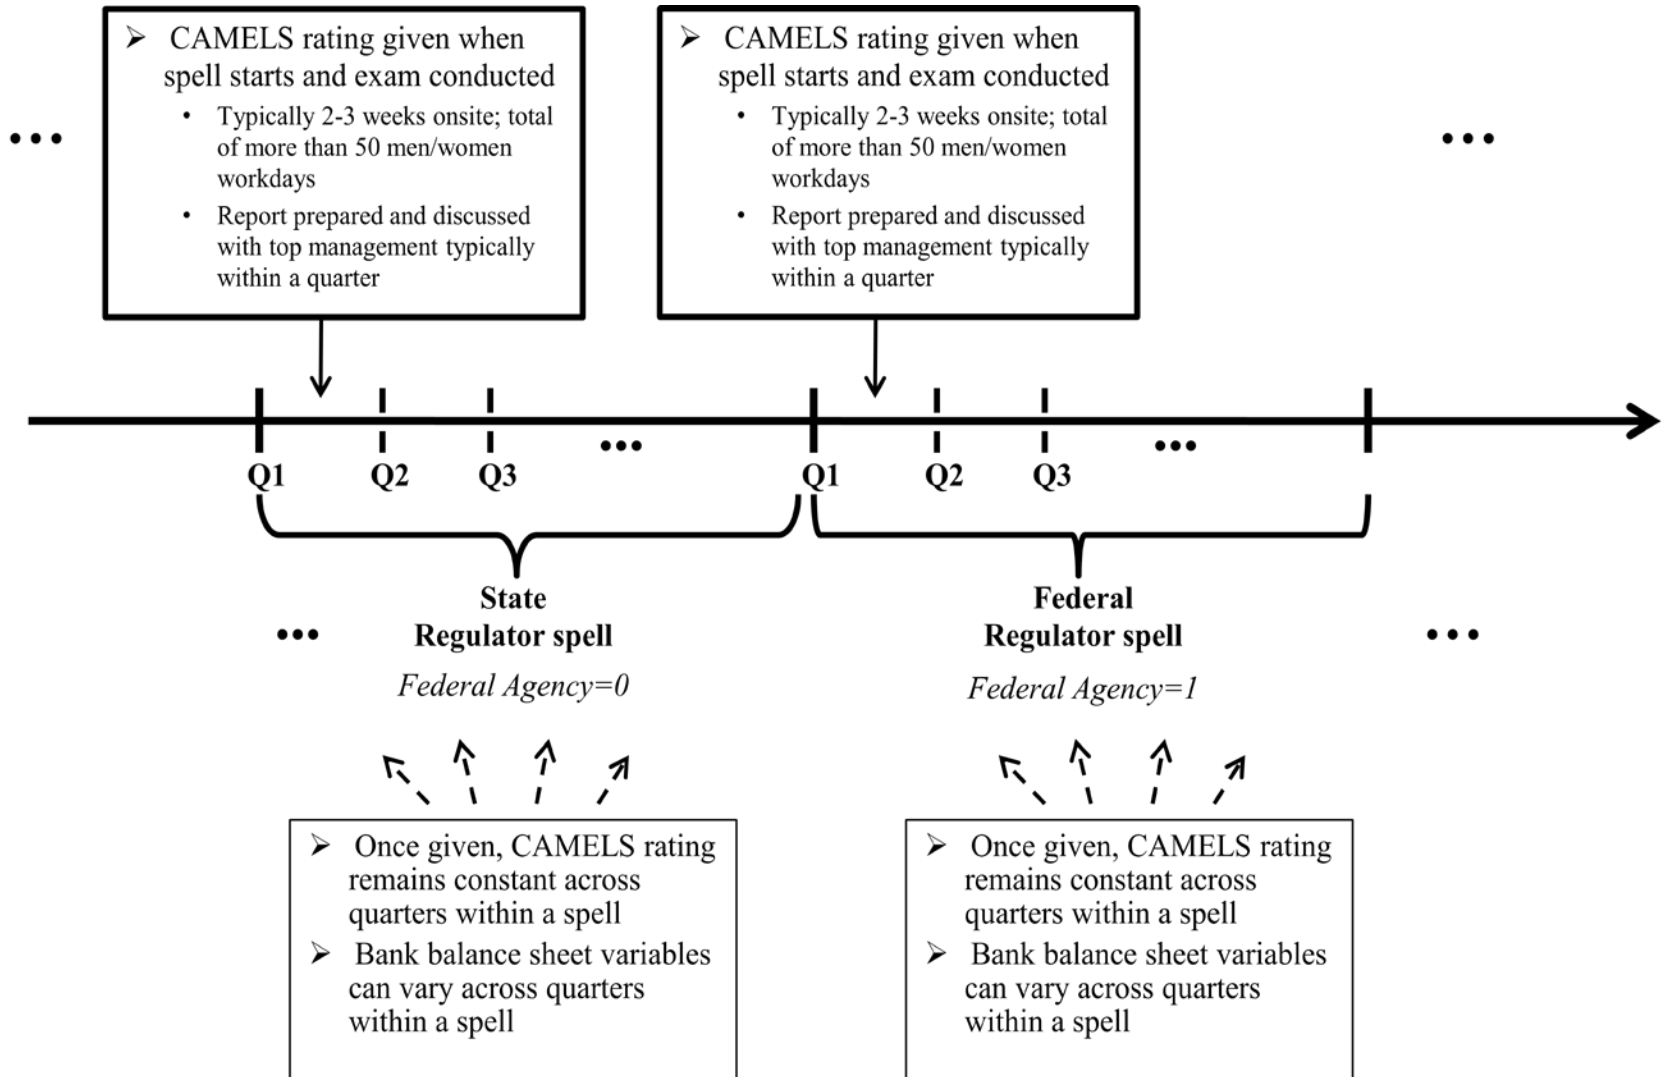 ➢ CAMELS rating given when
spell starts and exam conducted
• Typically 2-3 weeks onsite; total
of more than 50 men/women
workdays
• Report prepared and discussed
with top management typically
within a quarter
➢ CAMELS rating given when
spell starts and exam conducted
• Typically 2-3 weeks onsite; total
of more than 50 men/women
workdays
• Report prepared and discussed
with top management typically
within a quarter
•••
•••
•••
•••
Q1 Q2 Q3 Q1 Q2 Q3
State
Regulator spell
Federal Agency=0
Federal
Regulator spell
Federal Agency=1
•••
•••
➢ Once given, CAMELS rating
remains constant across
quarters within a spell
➢ Bank balance sheet variables
can vary across quarters
within a spell
➢ Once given, CAMELS rating
remains constant across
quarters within a spell
➢ Bank balance sheet variables
can vary across quarters
within a spell